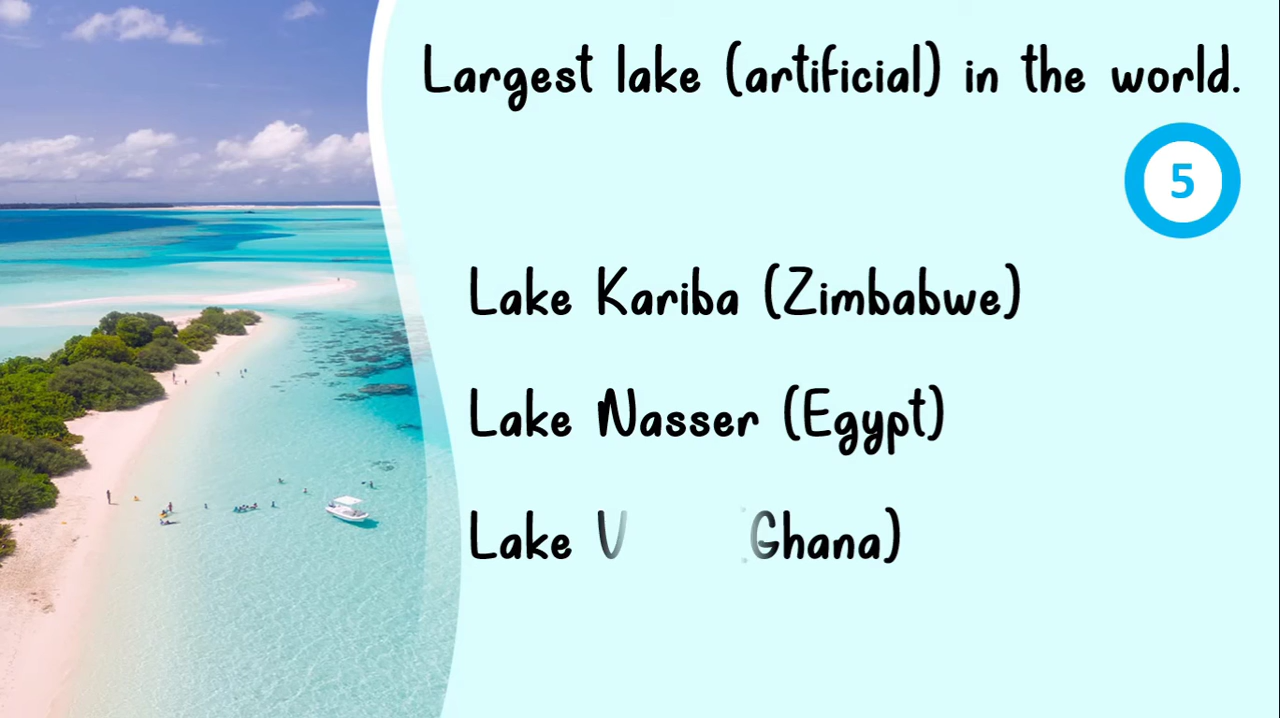 Largest lake (artificial) in the world.
5
Lake Kariba (Zimbabwe)
Lake Nasser (Egypt)
Lake V Ghana)